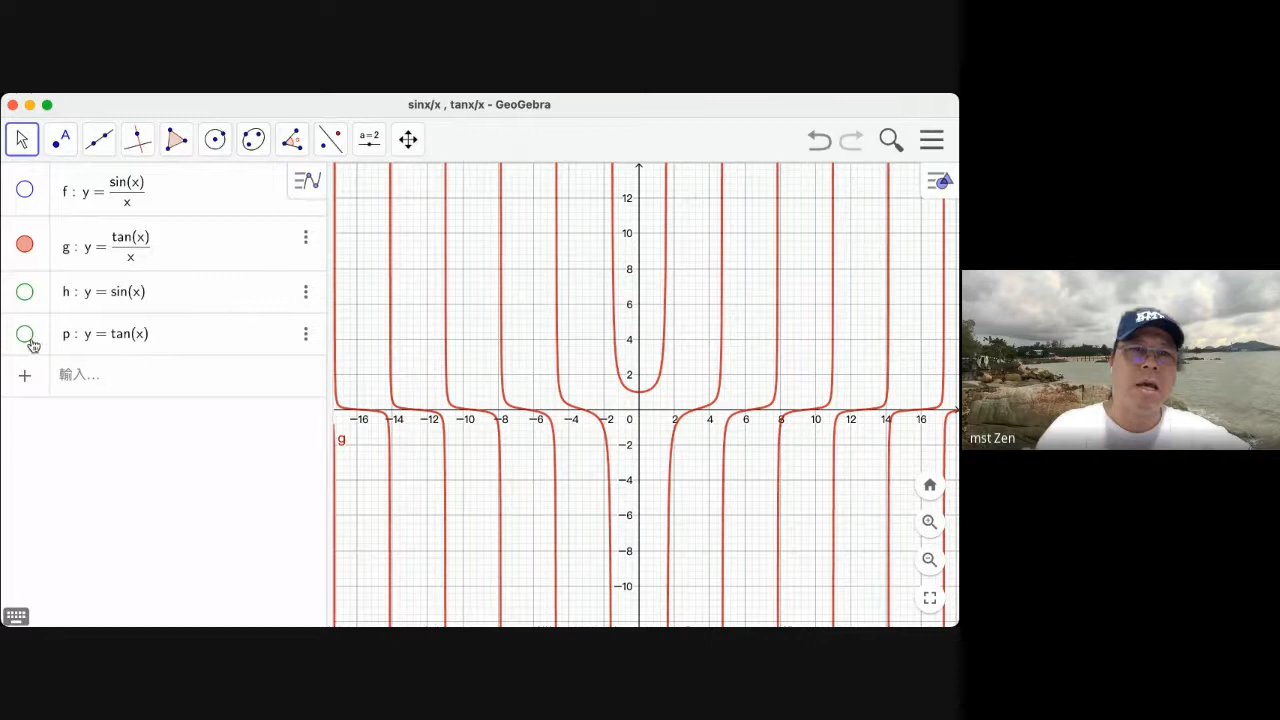 sinx/x , tanx/x - GeoGebra
A
a=2
f : y = sin(x)/x
g : y = tan(x)/x
h : y = sin(x)
p : y = tan(x)
+ 輸入…
12
10
8
6
4
2
−16 −14 −12 −10 −8 −6 −4 −2 0 2 4 6 8 10 12 14 16
g
−2
−4
−6
−8
−10
mst Zen